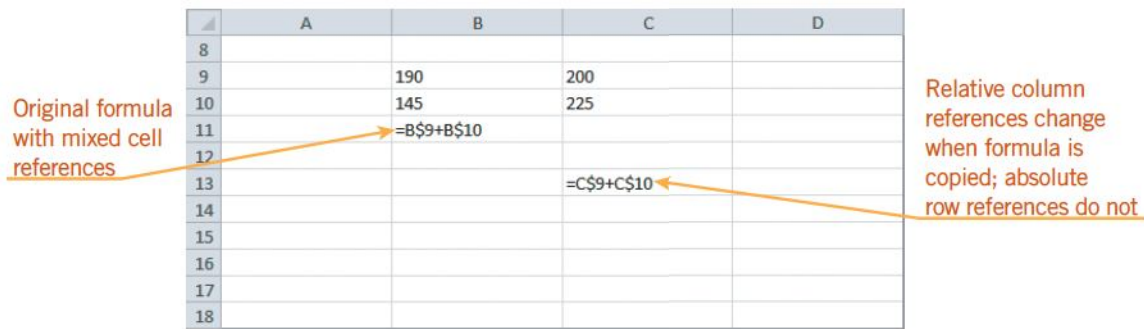 A B C D
8
9 190 200
10 145 225
11 =B$9+B$10
12
13 =C$9+C$10
14
15
16
17
18
Original formula
with mixed cell
references
Relative column
references change
when formula is
copied; absolute
row references do not